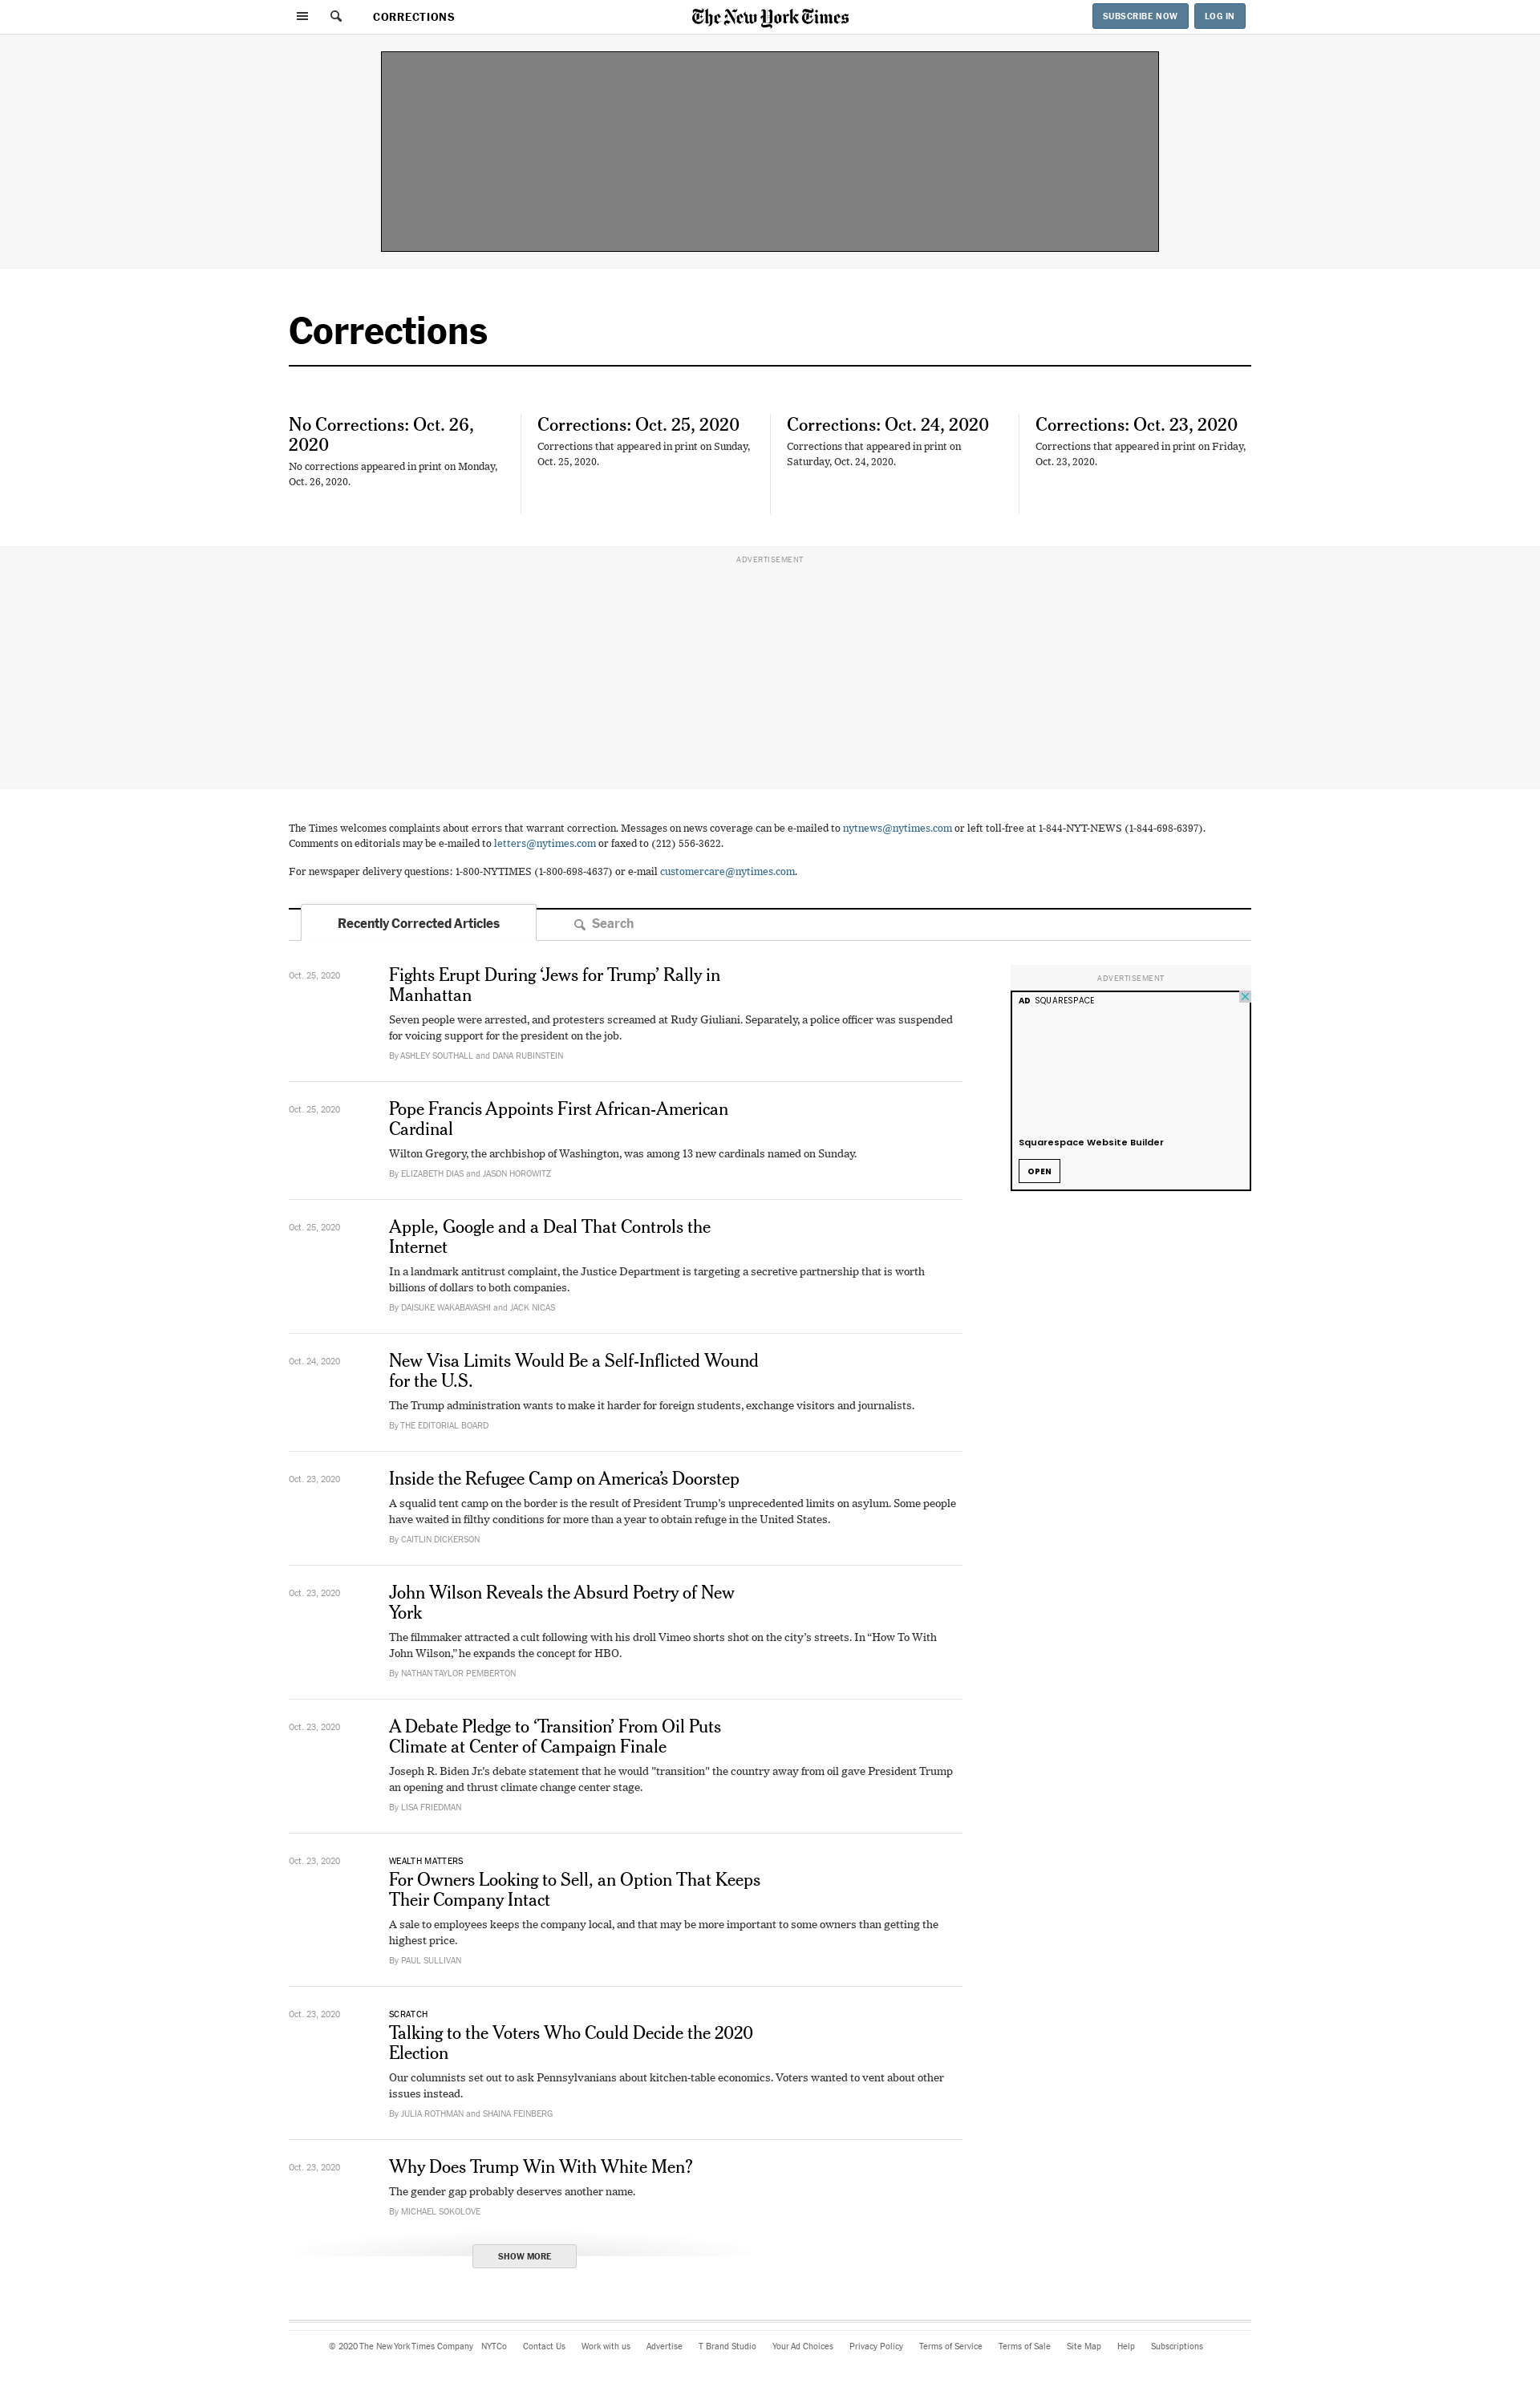 CORRECTIONS
The New York Times
SUBSCRIBE NOW
LOG IN
Corrections
No Corrections: Oct. 26,
2020
No corrections appeared in print on Monday,
Oct. 26, 2020.
Corrections: Oct. 25, 2020
Corrections that appeared in print on Sunday,
Oct. 25, 2020.
Corrections: Oct. 24, 2020
Corrections that appeared in print on
Saturday, Oct. 24, 2020.
Corrections: Oct. 23, 2020
Corrections that appeared in print on Friday,
Oct. 23, 2020.
ADVERTISEMENT
The Times welcomes complaints about errors that warrant correction. Messages on news coverage can be e-mailed to nytnews@nytimes.com or left toll-free at 1-844-NYT-NEWS (1-844-698-6397).
Comments on editorials may be e-mailed to letters@nytimes.com or faxed to (212) 556-3622.
For newspaper delivery questions: 1-800-NYTIMES (1-800-698-4637) or e-mail customercare@nytimes.com.
Recently Corrected Articles
Search
Oct. 25, 2020
Fights Erupt During ‘Jews for Trump’ Rally in
Manhattan
Seven people were arrested, and protesters screamed at Rudy Giuliani. Separately, a police officer was suspended
for voicing support for the president on the job.
By ASHLEY SOUTHALL and DANA RUBINSTEIN
Oct. 25, 2020
Pope Francis Appoints First African-American
Cardinal
Wilton Gregory, the archbishop of Washington, was among 13 new cardinals named on Sunday.
By ELIZABETH DIAS and JASON HOROWITZ
Oct. 25, 2020
Apple, Google and a Deal That Controls the
Internet
In a landmark antitrust complaint, the Justice Department is targeting a secretive partnership that is worth
billions of dollars to both companies.
By DAISUKE WAKABAYASHI and JACK NICAS
Oct. 24, 2020
New Visa Limits Would Be a Self-Inflicted Wound
for the U.S.
The Trump administration wants to make it harder for foreign students, exchange visitors and journalists.
By THE EDITORIAL BOARD
Oct. 23, 2020
Inside the Refugee Camp on America’s Doorstep
A squalid tent camp on the border is the result of President Trump’s unprecedented limits on asylum. Some people
have waited in filthy conditions for more than a year to obtain refuge in the United States.
By CAITLIN DICKERSON
Oct. 23, 2020
John Wilson Reveals the Absurd Poetry of New
York
The filmmaker attracted a cult following with his droll Vimeo shorts shot on the city’s streets. In “How To With
John Wilson,” he expands the concept for HBO.
By NATHAN TAYLOR PEMBERTON
Oct. 23, 2020
A Debate Pledge to ‘Transition’ From Oil Puts
Climate at Center of Campaign Finale
Joseph R. Biden Jr.'s debate statement that he would "transition" the country away from oil gave President Trump
an opening and thrust climate change center stage.
By LISA FRIEDMAN
Oct. 23, 2020
WEALTH MATTERS
For Owners Looking to Sell, an Option That Keeps
Their Company Intact
A sale to employees keeps the company local, and that may be more important to some owners than getting the
highest price.
By PAUL SULLIVAN
Oct. 23, 2020
SCRATCH
Talking to the Voters Who Could Decide the 2020
Election
Our columnists set out to ask Pennsylvanians about kitchen-table economics. Voters wanted to vent about other
issues instead.
By JULIA ROTHMAN and SHAINA FEINBERG
Oct. 23, 2020
Why Does Trump Win With White Men?
The gender gap probably deserves another name.
By MICHAEL SOKOLOVE
SHOW MORE
ADVERTISEMENT
AD SQUARESPACE
Squarespace Website Builder
OPEN
© 2020 The New York Times Company NYTCo Contact Us Work with us Advertise T Brand Studio Your Ad Choices Privacy Policy Terms of Service Terms of Sale Site Map Help Subscriptions